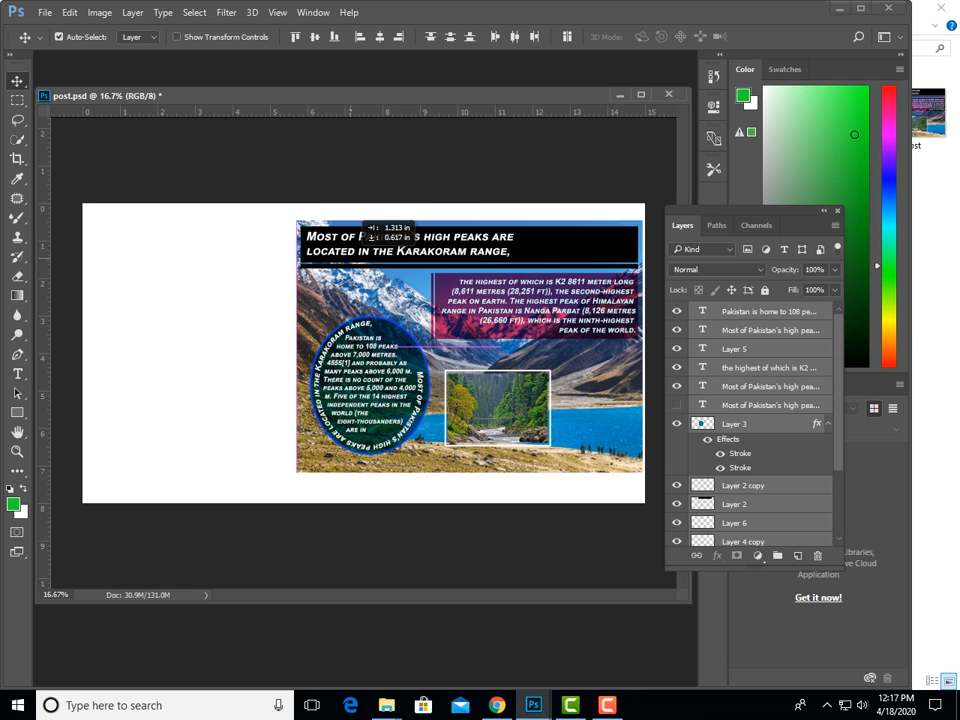 Ps File Edit Image Layer Type Select Filter 3D View Window Help
Auto-Select: Layer Show Transform Controls 3D Mode:
post.psd @ 16.7% (RGB/8) *
Color Swatches
MOST OF P S HIGH PEAKS ARE
LOCATED IN THE KARAKORAM RANGE,
1.313 in
0.617 in
THE HIGHEST OF WHICH IS K2 8611 METER LONG
(8,611 METRES (28,251 FT)), THE SECOND-HIGHEST
PEAK ON EARTH. THE HIGHEST PEAK OF HIMALAYAN
RANGE IN PAKISTAN IS NANGA PARBAT (8,126 METRES
(26,660 FT)), WHICH IS THE NINTH-HIGHEST
PEAK OF THE WORLD.
MOST OF PAKISTAN'S HIGH PEAKS ARE LOCATED IN THE KARAKORAM RANGE,
PAKISTAN IS
HOME TO 108 PEAKS
ABOVE 7,000 METRES.
4555[1] AND PROBABLY AS
MANY PEAKS ABOVE 6,000 M.
THERE IS NO COUNT OF THE
PEAKS ABOVE 5,000 AND 4,000
M. FIVE OF THE 14 HIGHEST
INDEPENDENT PEAKS IN THE
WORLD (THE
EIGHT-THOUSANDERS)
ARE IN
Layers Paths Channels
Kind
Normal Opacity: 100%
Lock: Fill: 100%
Pakistan is home to 108 pe...
Most of Pakistan's high pea...
Layer 5
the highest of which is K2 ...
Most of Pakistan's high pea...
Most of Pakistan's high pea...
Layer 3 fx
Effects
Stroke
Stroke
Layer 2 copy
Layer 2
Layer 6
Layer 4 copy
ibraries,
ve Cloud
Application
Get it now!
ost
16.67% Doc: 30.9M/131.0M
Type here to search
12:17 PM
4/18/2020